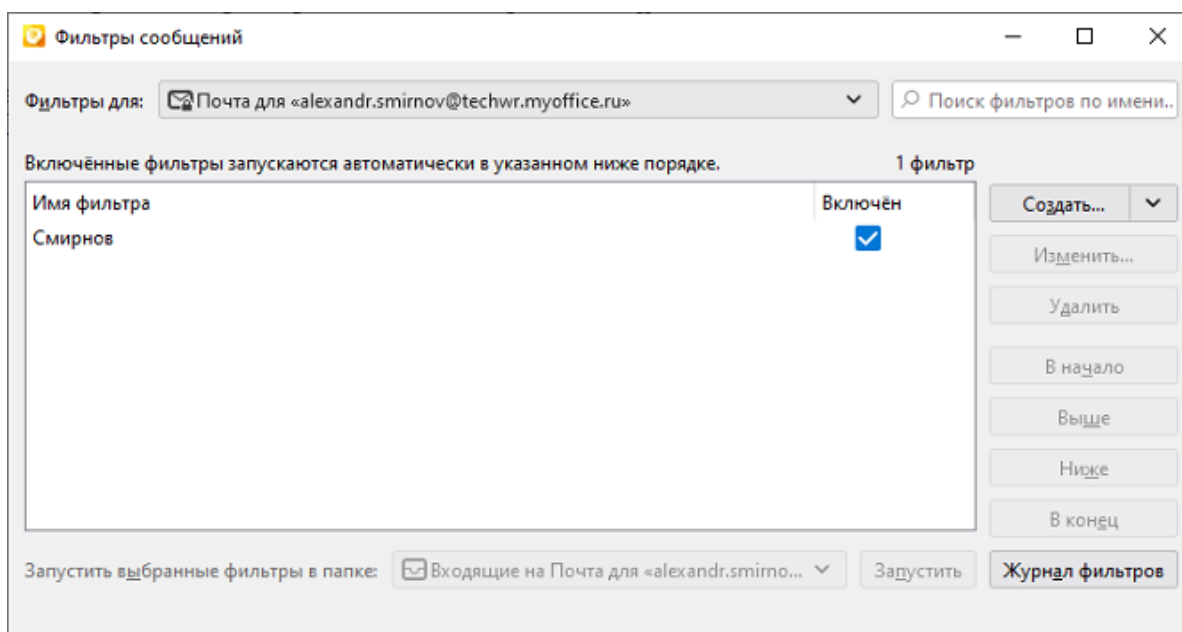 Фильтры сообщений
Фильтры для: Почта для «alexandr.smirnov@techwr.myoffice.ru» Поиск фильтров по имени..
Включённые фильтры запускаются автоматически в указанном ниже порядке. 1 фильтр
Имя фильтра Включён
Смирнов
Создать...
Изменить...
Удалить
В начало
Выше
Ниже
В конец
Запустить выбранные фильтры в папке: Входящие на Почта для «alexandr.smirno... Запустить Журнал фильтров